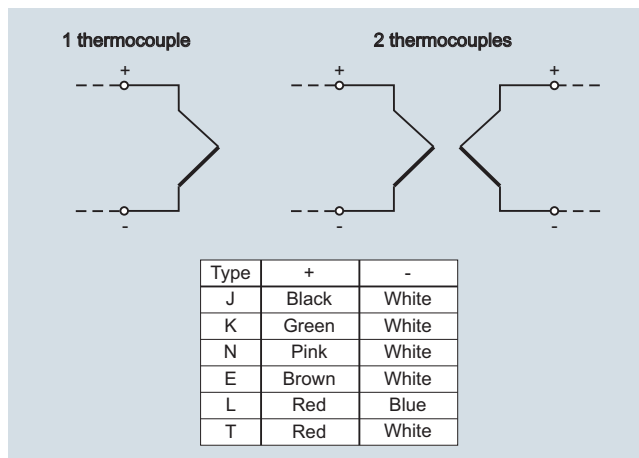 1 thermocouple 2 thermocouples
+ + +
- - -
Type + -
J Black White
K Green White
N Pink White
E Brown White
L Red Blue
T Red White